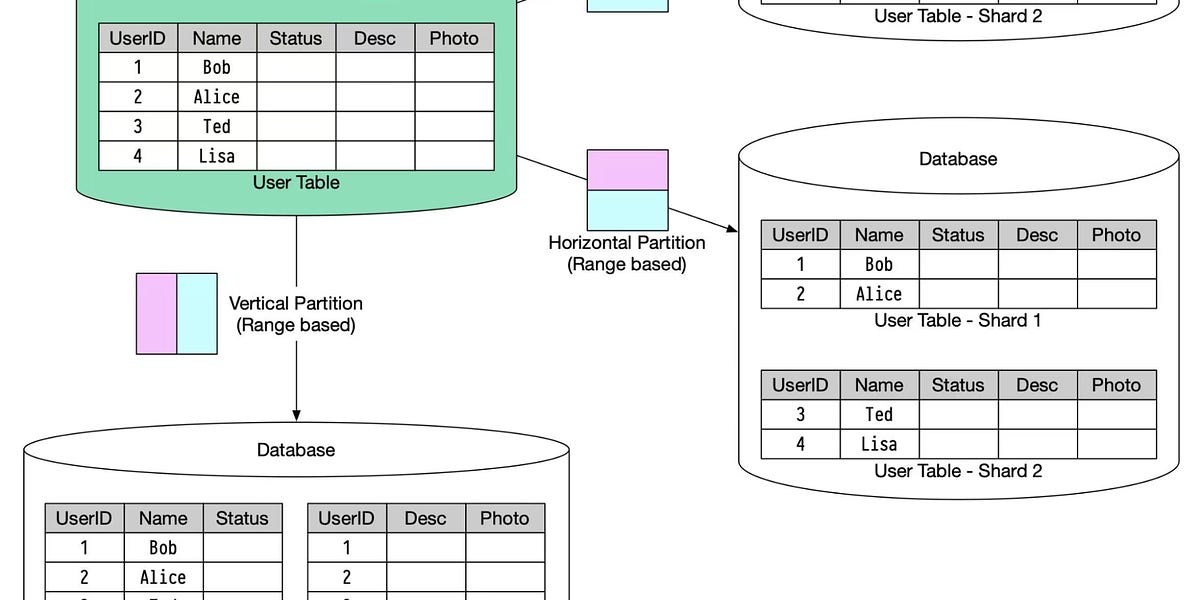 User Table - Shard 2
UserID Name Status Desc Photo
1 Bob
2 Alice
3 Ted
4 Lisa
User Table
Horizontal Partition
(Range based)
Database
UserID Name Status Desc Photo
1 Bob
2 Alice
User Table - Shard 1
UserID Name Status Desc Photo
3 Ted
4 Lisa
User Table - Shard 2
Vertical Partition
(Range based)
Database
UserID Name Status
1 Bob
2 Alice
UserID Desc Photo
1
2